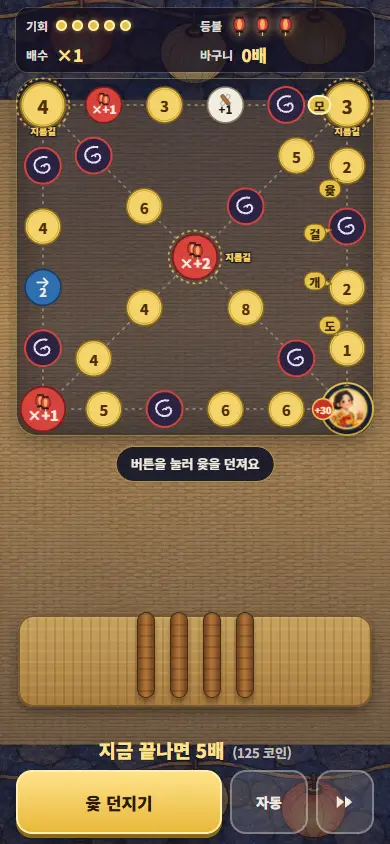 기회
등불
배수 ×1
바구니 0배
4
×+1
3
+1
모
3
지름길
지름길
5
2
윷
4
6
걸
×+2
지름길
→
2
개
2
4
8
도
4
1
×+1
5
6
6
+30
버튼을 눌러 윷을 던져요
지금 끝나면 5배 (125 코인)
윷 던지기
자동